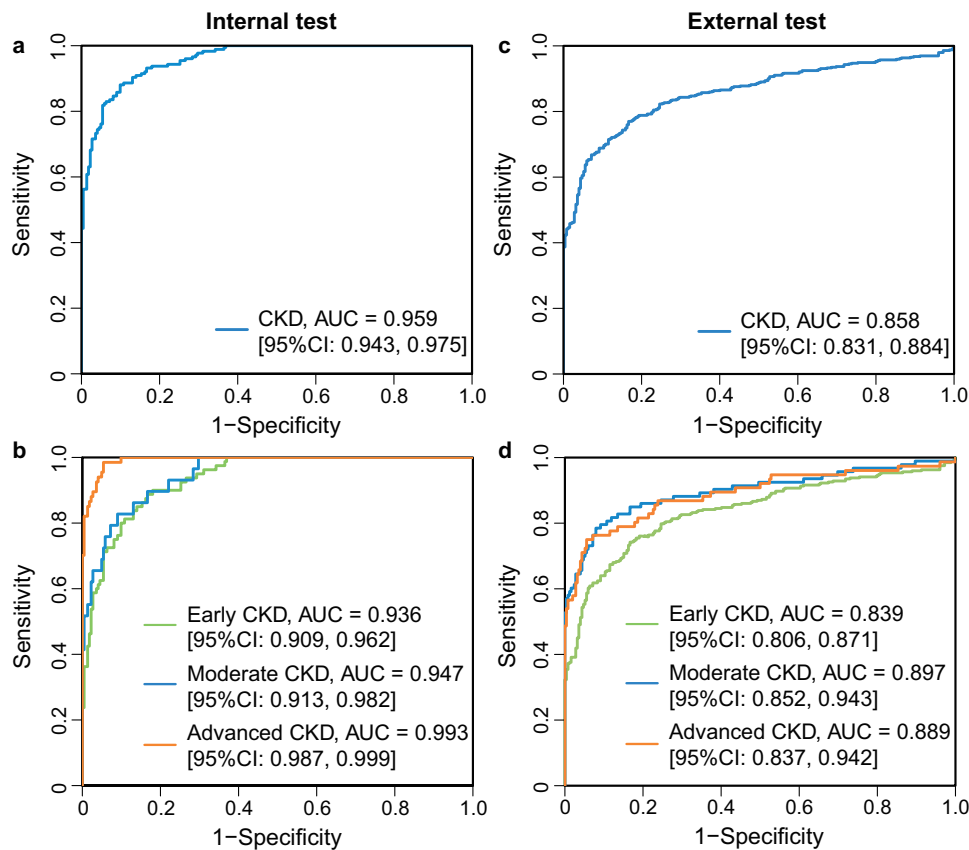 Internal test
External test
a
1.0
0.8
0.6
0.4
0.2
0
Sensitivity
CKD, AUC = 0.959
[95%CI: 0.943, 0.975]
0
0.2
0.4
0.6
0.8
1.0
1−Specificity
c
1.0
0.8
0.6
0.4
0.2
0
Sensitivity
CKD, AUC = 0.858
[95%CI: 0.831, 0.884]
0
0.2
0.4
0.6
0.8
1.0
1−Specificity
b
1.0
0.8
0.6
0.4
0.2
0
Sensitivity
Early CKD, AUC = 0.936
[95%CI: 0.909, 0.962]
Moderate CKD, AUC = 0.947
[95%CI: 0.913, 0.982]
Advanced CKD, AUC = 0.993
[95%CI: 0.987, 0.999]
0
0.2
0.4
0.6
0.8
1.0
1−Specificity
d
1.0
0.8
0.6
0.4
0.2
0
Sensitivity
Early CKD, AUC = 0.839
[95%CI: 0.806, 0.871]
Moderate CKD, AUC = 0.897
[95%CI: 0.852, 0.943]
Advanced CKD, AUC = 0.889
[95%CI: 0.837, 0.942]
0
0.2
0.4
0.6
0.8
1.0
1−Specificity